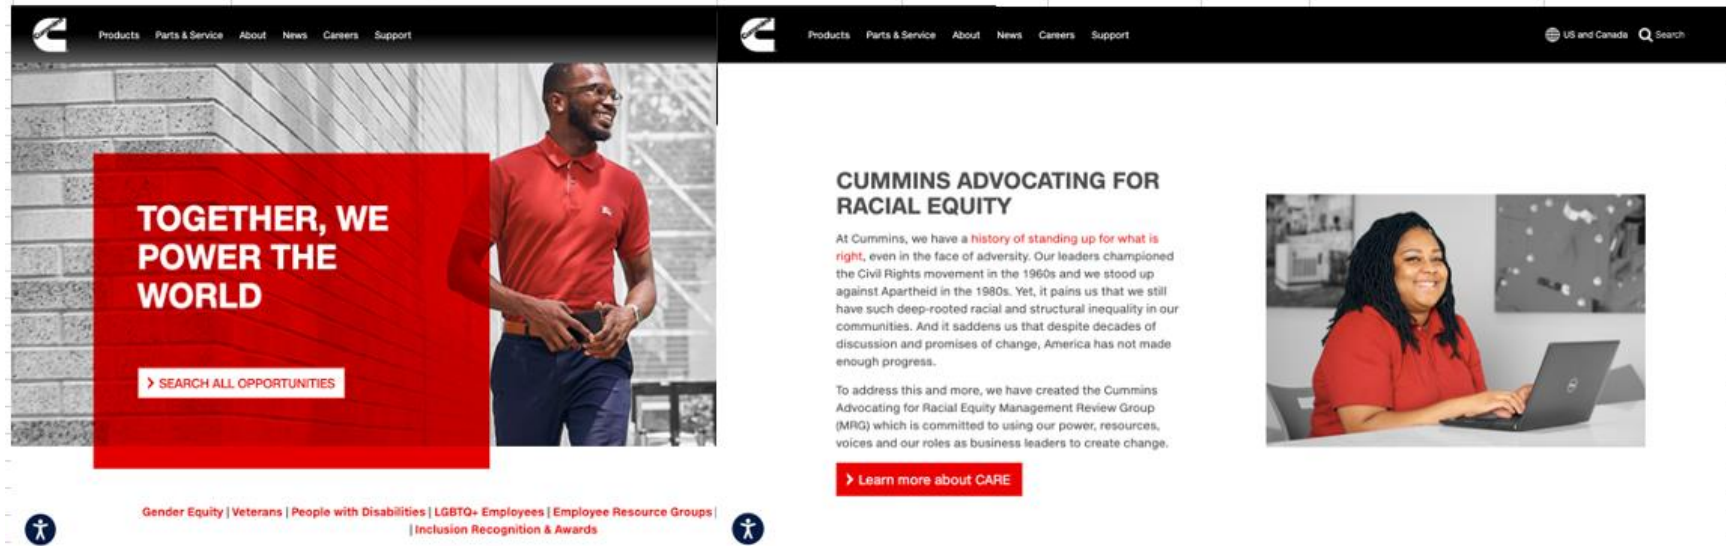 Cummins
Products Parts & Service About News Careers Support
TOGETHER, WE
POWER THE
WORLD
SEARCH ALL OPPORTUNITIES
Gender Equity | Veterans | People with Disabilities | LGBTQ+ Employees | Employee Resource Groups |
| Inclusion Recognition & Awards
Cummins
Products Parts & Service About News Careers Support US and Canada Search
CUMMINS ADVOCATING FOR
RACIAL EQUITY
At Cummins, we have a history of standing up for what is
right, even in the face of adversity. Our leaders championed
the Civil Rights movement in the 1960s and we stood up
against Apartheid in the 1980s. Yet, it pains us that we still
have such deep-rooted racial and structural inequality in our
communities. And it saddens us that despite decades of
discussion and promises of change, America has not made
enough progress.
To address this and more, we have created the Cummins
Advocating for Racial Equity Management Review Group
(MRG) which is committed to using our power, resources,
voices and our roles as business leaders to create change.
Learn more about CARE
DELL